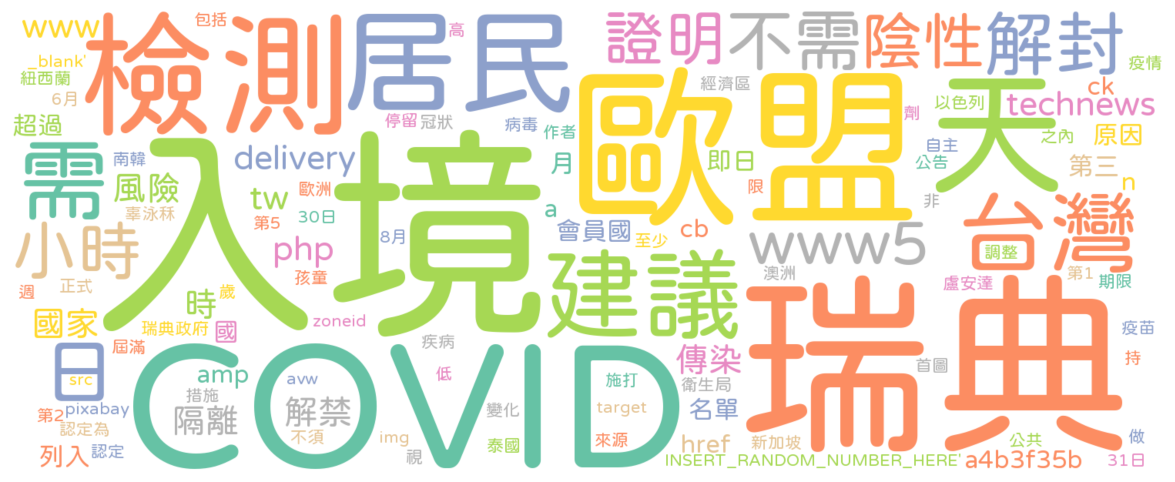 www 包括 檢測 居民 高 證明 不需 陰性 解封 疫情
_blank' 紐西蘭 6月 停留 冠狀 病毒 作者 經濟區 劑 以色列 ck technews
超過 需 南韓 delivery 月 歐盟 即日 自主 公告 天 之內 原因
風險 辜泳秝 tw 歐洲 第5 30日 入境 a 會員國 至少 cb 限 非 第三 n
小時 php 8月 孩童 建議 www5 澳洲 台灣 調整 第1 期限
週 正式 時 歲 zoneid 盧安達
國家 瑞典政府 國 屆滿 疾病 傳染 瑞典 首圖 疫苗 持
日 src amp avw COVID 低 施打 衛生局
第2 pixabay 措施 隔離 解禁 變化 target 名單
認定為 不須 img 泰國 來源 href 新加坡 公共 做
列入 認定 視 INSERT_RANDOM_NUMBER_HERE' a4b3f35b 31日